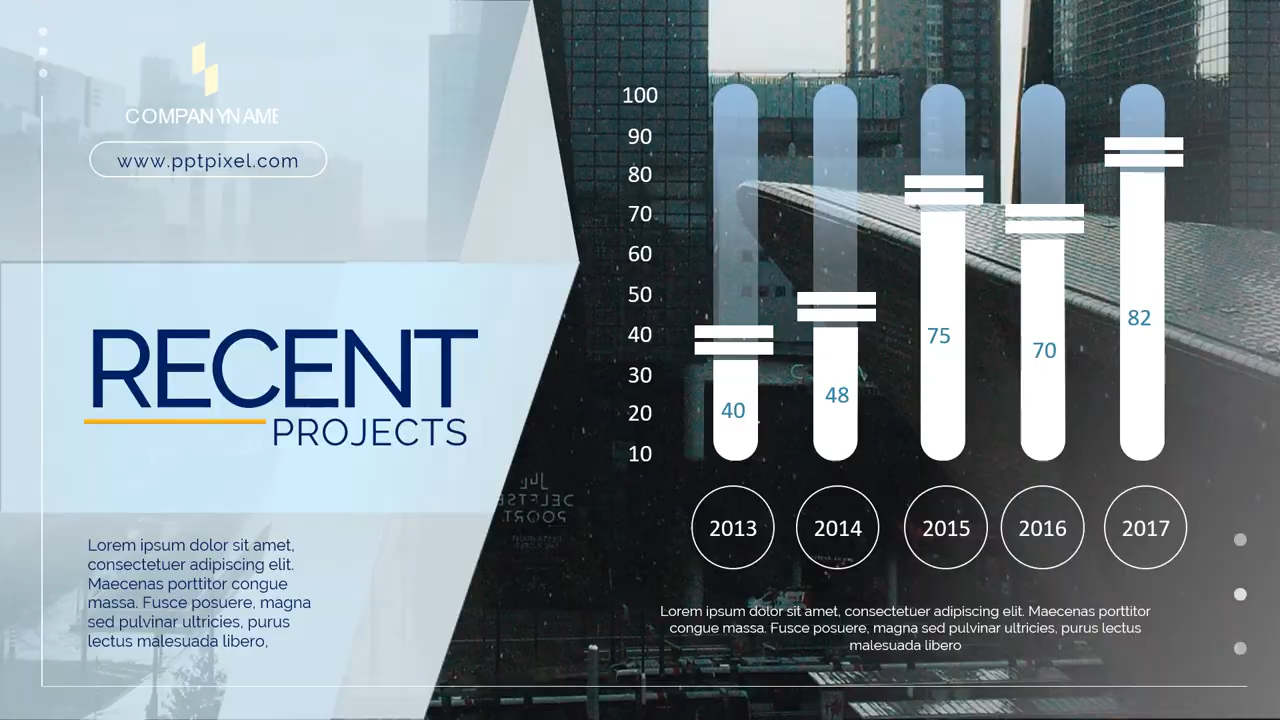 COMPANYNAME
www.pptpixel.com
RECENT
PROJECTS
Lorem ipsum dolor sit amet,
consectetuer adipiscing elit.
Maecenas porttitor congue
massa. Fusce posuere, magna
sed pulvinar ultricies, purus
lectus malesuada libero,
100
90
80
70
60
50
40
30
20
10
40
48
75
70
82
2013
2014
2015
2016
2017
Lorem ipsum dolor sit amet, consectetuer adipiscing elit. Maecenas porttitor
congue massa. Fusce posuere, magna sed pulvinar ultricies, purus lectus
malesuada libero